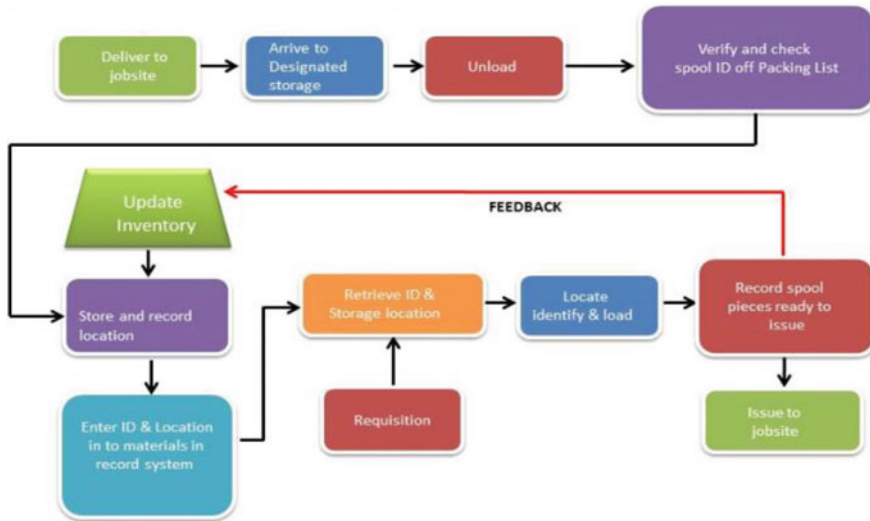 Deliver to
jobsite
Arrive to
Designated
storage
Unload
Verify and check
spool ID off Packing List
Update
Inventory
FEEDBACK
Store and record
location
Retrieve ID &
Storage location
Locate
identify & load
Record spool
pieces ready to
issue
Enter ID & Location
in to materials in
record system
Requisition
Issue to
jobsite